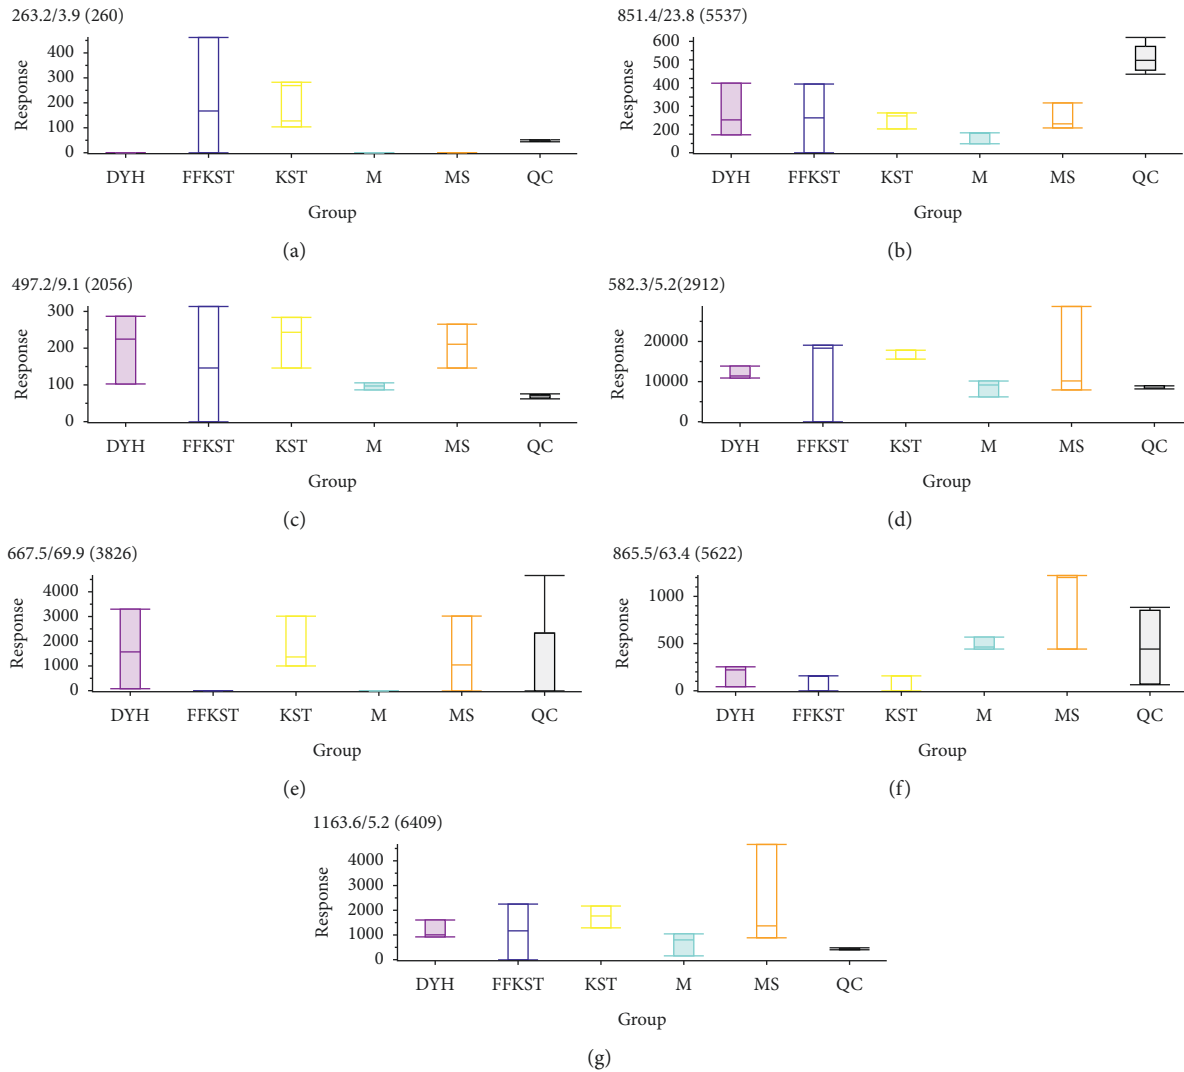 263.2/3.9 (260)
Response
400
300
200
100
0
DYH FFKST KST M MS QC
Group
(a)
851.4/23.8 (5537)
Response
600
400
300
200
200
0
DYH FFKST KST M MS QC
Group
(b)
497.2/9.1 (2056)
Response
300
200
100
0
DYH FFKST KST M MS QC
Group
(c)
582.3/5.2(2912)
Response
20000
10000
0
DYH FFKST KST M MS QC
Group
(d)
667.5/69.9 (3826)
Response
4000
3000
2000
1000
0
DYH FFKST KST M MS QC
Group
(e)
865.5/63.4 (5622)
Response
1000
500
0
DYH FFKST KST M MS QC
Group
(f)
1163.6/5.2 (6409)
Response
4000
3000
2000
1000
0
DYH FFKST KST M MS QC
Group
(g)